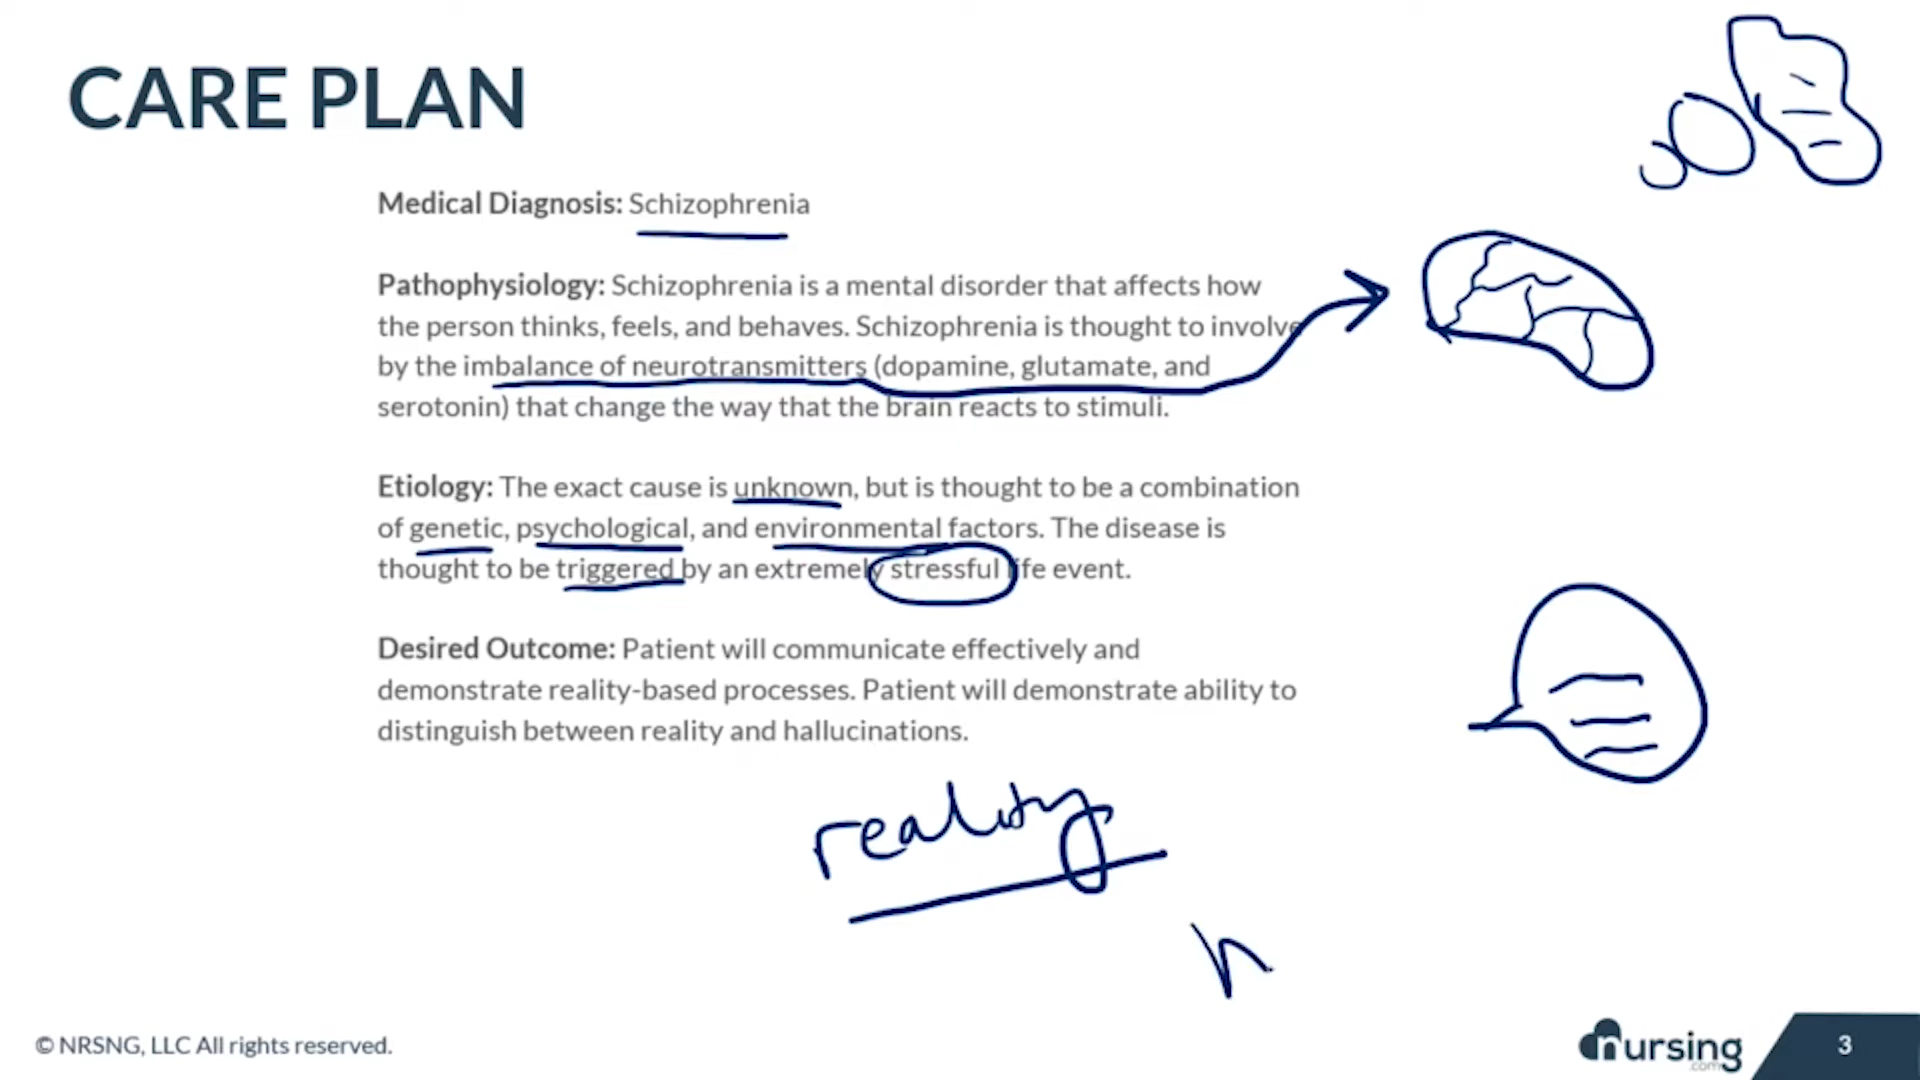 CARE PLAN
Medical Diagnosis: Schizophrenia
Pathophysiology: Schizophrenia is a mental disorder that affects how
the person thinks, feels, and behaves. Schizophrenia is thought to involve
by the imbalance of neurotransmitters (dopamine, glutamate, and
serotonin) that change the way that the brain reacts to stimuli.
Etiology: The exact cause is unknown, but is thought to be a combination
of genetic, psychological, and environmental factors. The disease is
thought to be triggered by an extremely stressful life event.
Desired Outcome: Patient will communicate effectively and
demonstrate reality-based processes. Patient will demonstrate ability to
distinguish between reality and hallucinations.
reality
h
© NRSNG, LLC All rights reserved.
nursing
.com
3